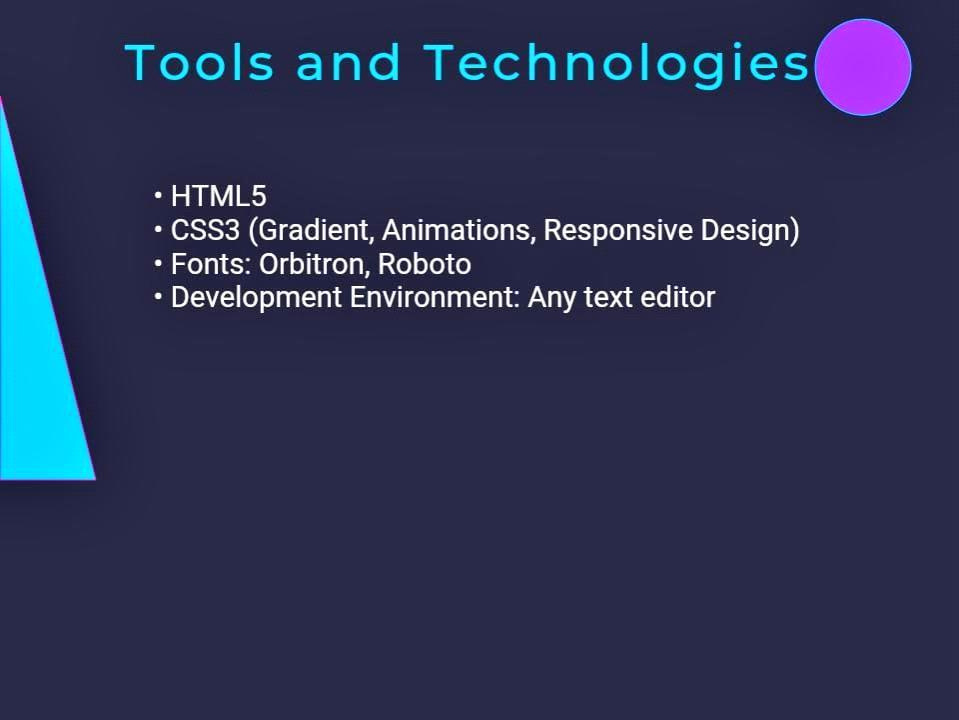 Tools and Technologies
• HTML5
• CSS3 (Gradient, Animations, Responsive Design)
• Fonts: Orbitron, Roboto
• Development Environment: Any text editor